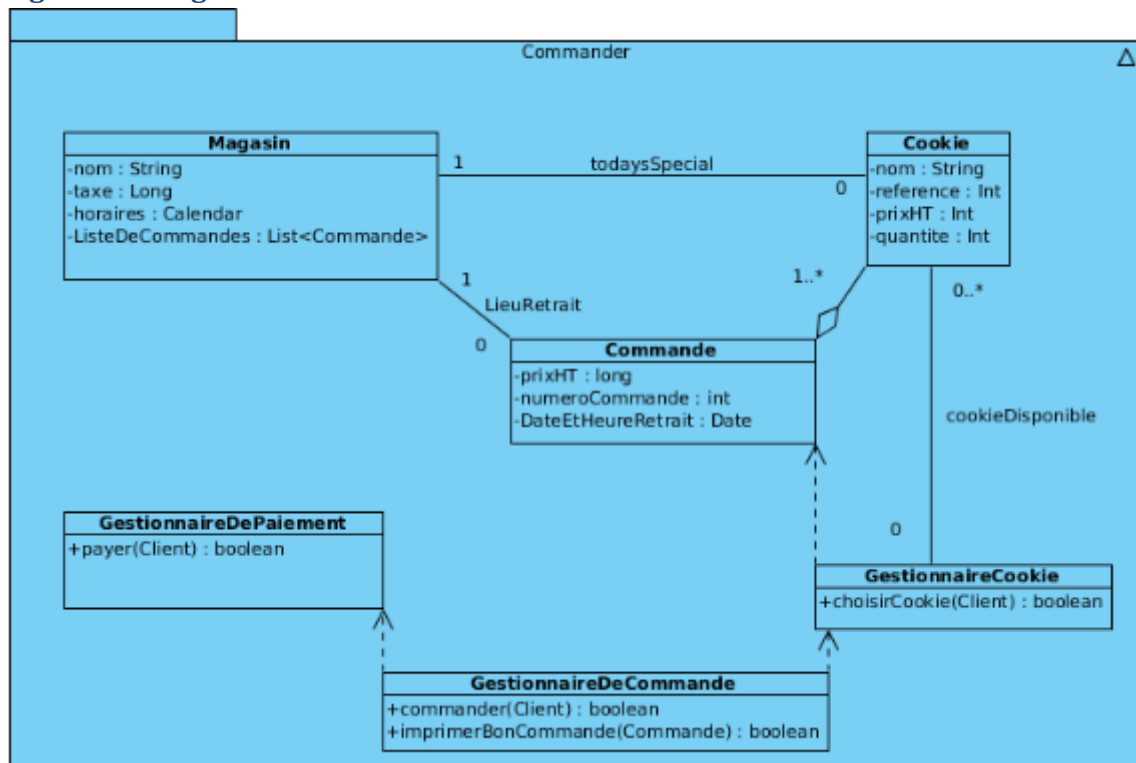 Commander
Magasin
-nom : String
-taxe : Long
-horaires : Calendar
-ListeDeCommandes : List<Commande>
1
todaysSpecial
0
Cookie
-nom : String
-reference : Int
-prixHT : Int
-quantite : Int
1
LieuRetrait
0
1..*
0..*
Commande
-prixHT : long
-numeroCommande : int
-DateEtHeureRetrait : Date
cookieDisponible
0
GestionnaireDePaiement
+payer(Client) : boolean
GestionnaireCookie
+choisirCookie(Client) : boolean
GestionnaireDeCommande
+commander(Client) : boolean
+imprimerBonCommande(Commande) : boolean